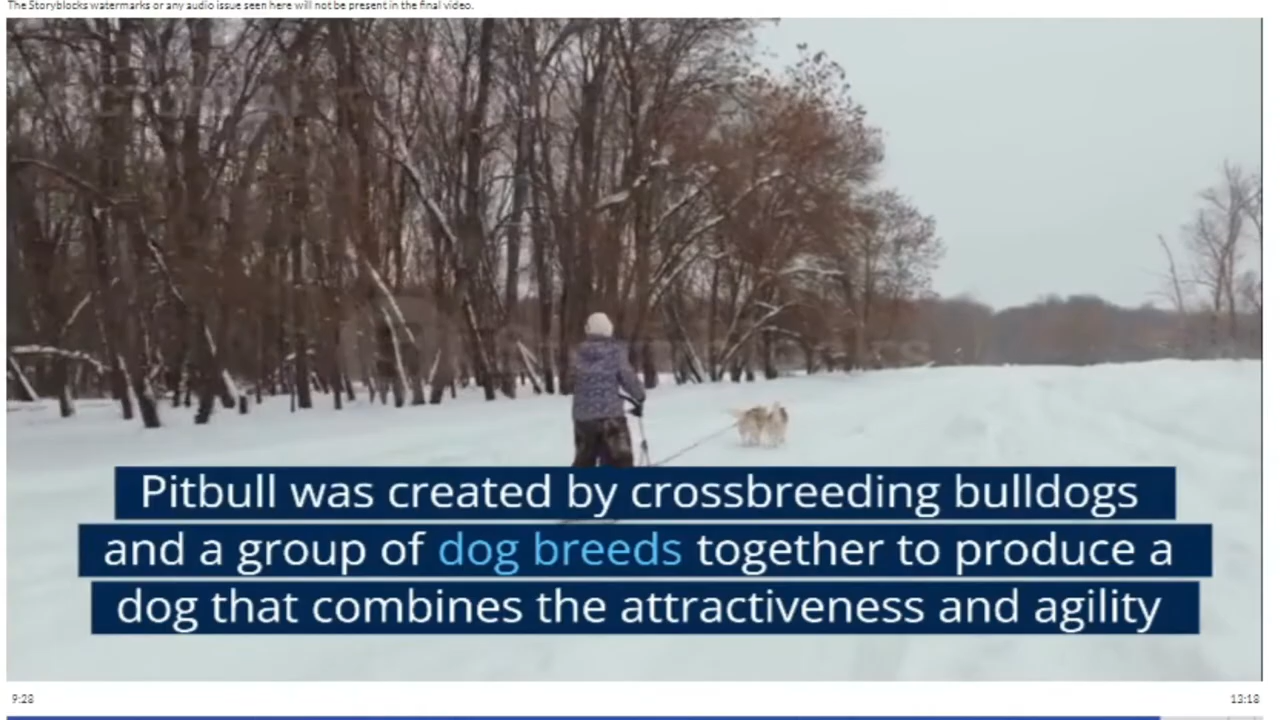 The Storyblocks watermarks or any audio issue seen here will not be present in the final video.
Pitbull was created by crossbreeding bulldogs
and a group of dog breeds together to produce a
dog that combines the attractiveness and agility
9:28
13:18